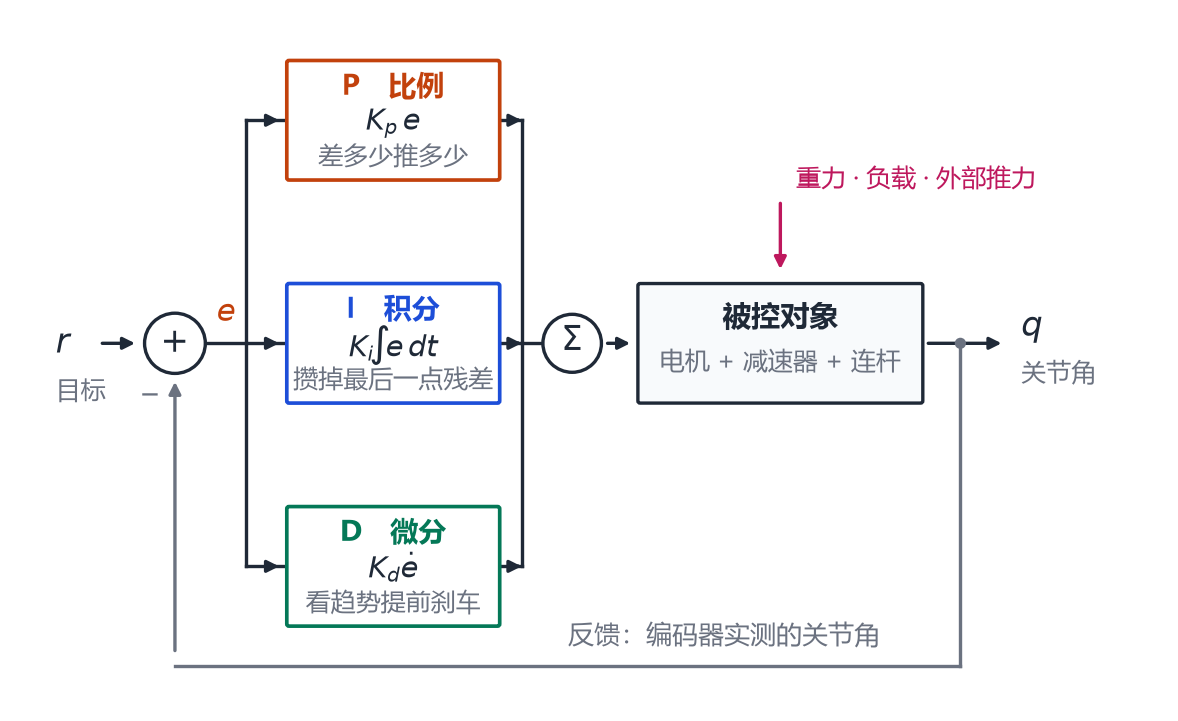 P 比例
K_p e
差多少推多少
重力 · 负载 · 外部推力
I 积分
K_i∫e dt
攒掉最后一点残差
r
目标
+
−
e
Σ
被控对象
电机 + 减速器 + 连杆
q
关节角
D 微分
K_d ė
看趋势提前刹车
反馈：编码器实测的关节角